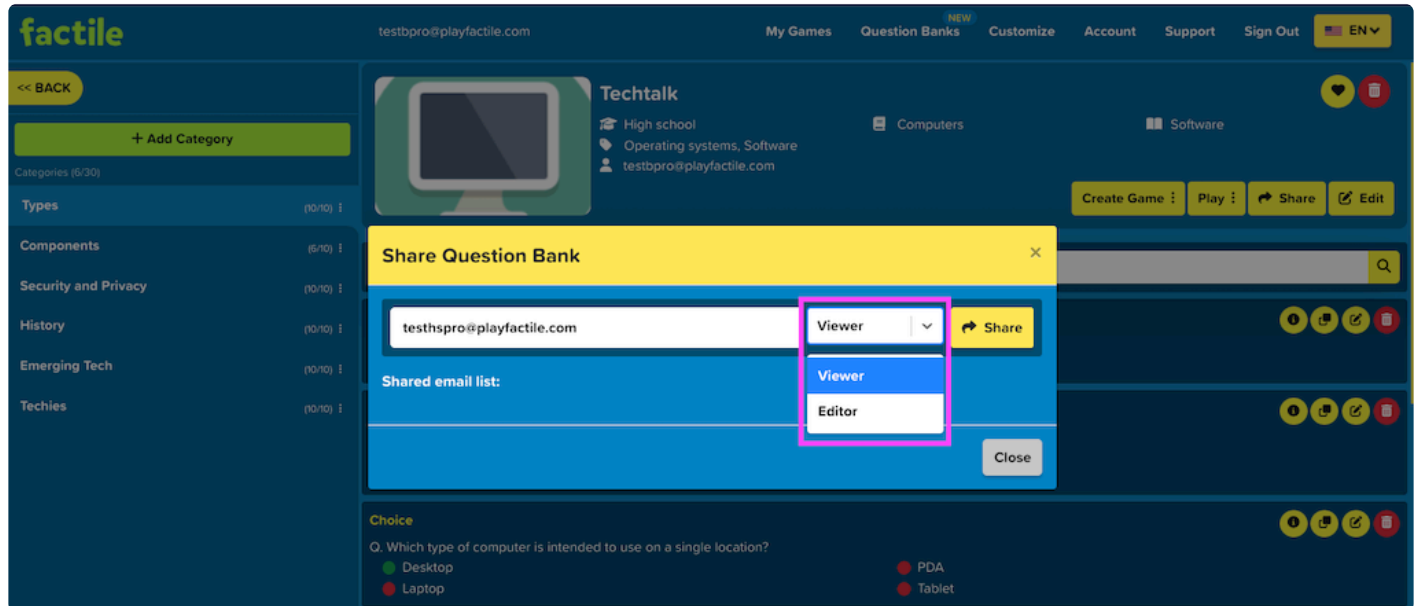 factile
testbpro@playfactile.com
My Games
NEW
Question Banks
Customize
Account
Support
Sign Out
EN
<< BACK
+ Add Category
Categories (6/30)
Types (10/10)
Components (6/10)
Security and Privacy (10/10)
History (10/10)
Emerging Tech (10/10)
Techies (10/10)
Techtalk
High school
Computers
Software
Operating systems, Software
testbpro@playfactile.com
Create Game
Play
Share
Edit
Share Question Bank ×
testhspro@playfactile.com
Viewer
Share
Viewer
Editor
Shared email list:
Close
Choice
Q. Which type of computer is intended to use on a single location?
Desktop
PDA
Laptop
Tablet